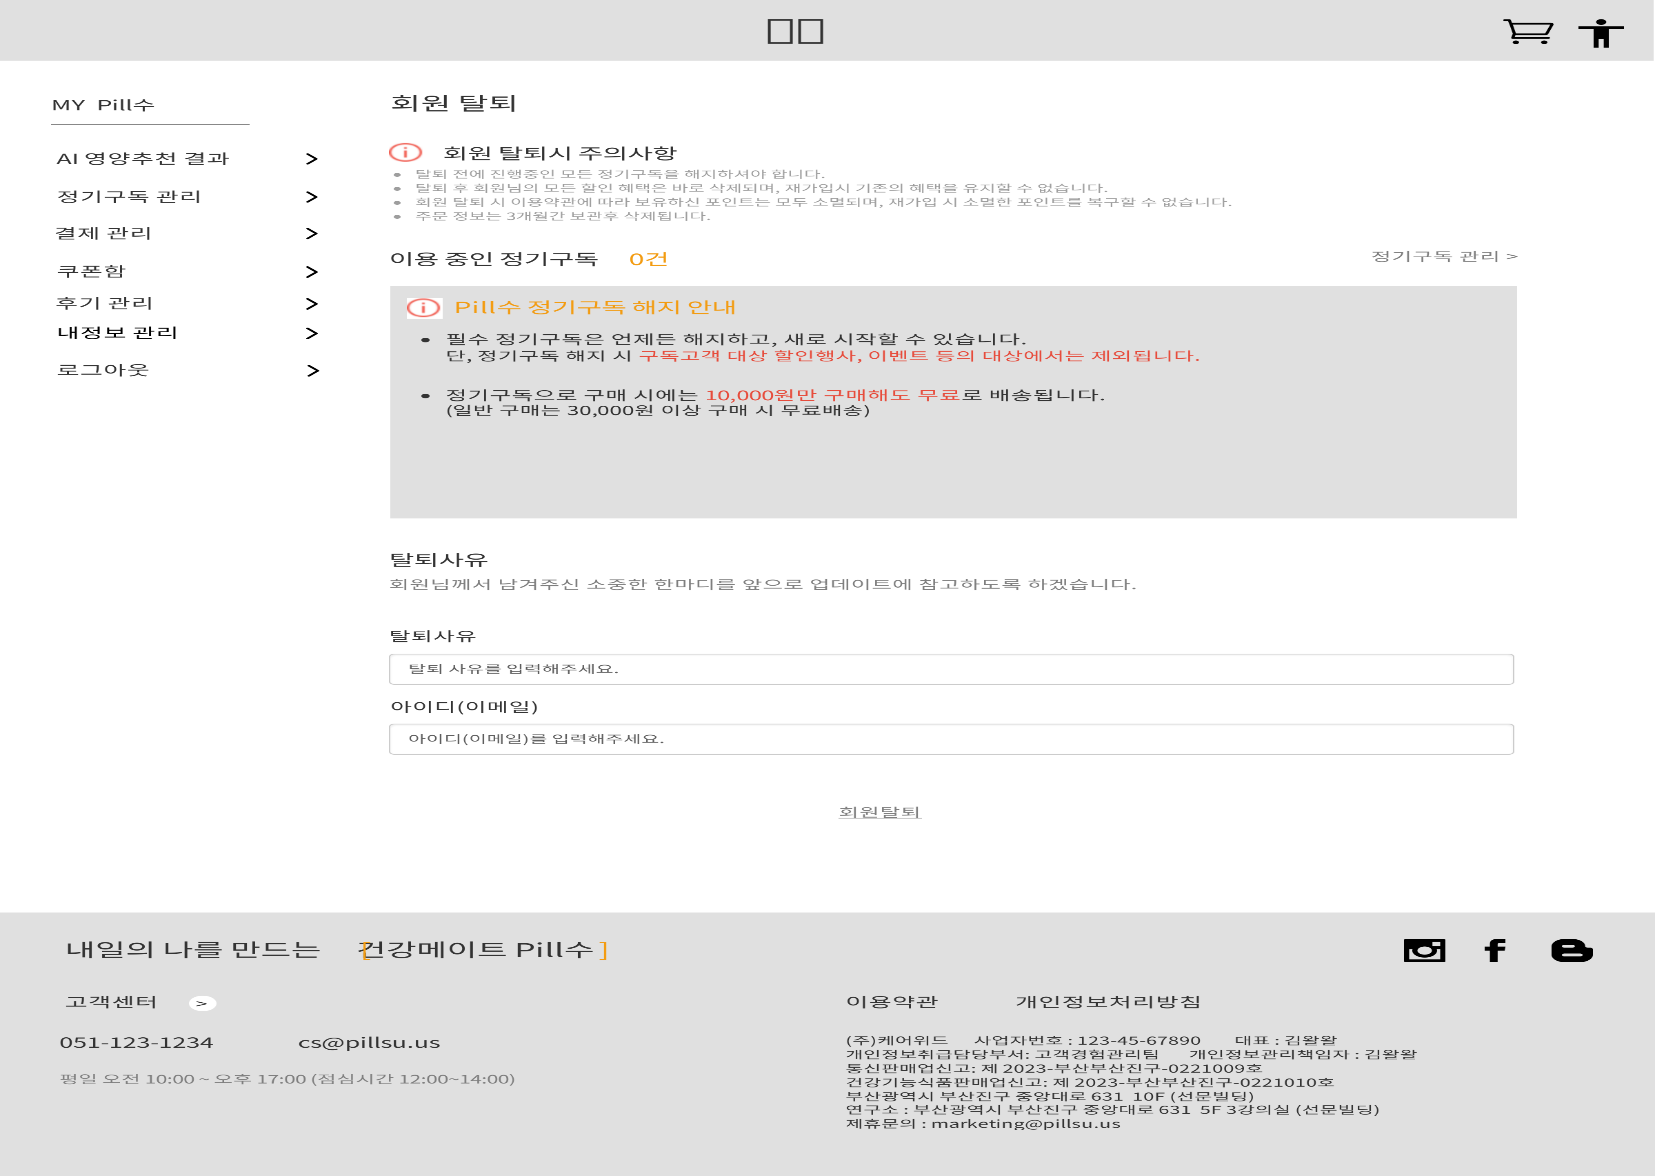 MY Pill수
AI 영양추천 결과 >
정기구독 관리 >
결제 관리 >
쿠폰함 >
후기 관리 >
내정보 관리 >
로그아웃 >
회원 탈퇴
회원 탈퇴시 주의사항
• 탈퇴 전에 진행중인 모든 정기구독을 해지하셔야 합니다.
• 탈퇴 후 회원님의 모든 할인 혜택은 바로 삭제되며, 재가입시 기존의 혜택을 유지할 수 없습니다.
• 회원 탈퇴 시 이용약관에 따라 보유하신 포인트는 모두 소멸되며, 재가입 시 소멸한 포인트를 복구할 수 없습니다.
• 주문 정보는 3개월간 보관후 삭제됩니다.
이용 중인 정기구독 0건
정기구독 관리 >
Pill수 정기구독 해지 안내
• 필수 정기구독은 언제든 해지하고, 새로 시작할 수 있습니다.
단, 정기구독 해지 시 구독고객 대상 할인행사, 이벤트 등의 대상에서는 제외됩니다.
• 정기구독으로 구매 시에는 10,000원만 구매해도 무료로 배송됩니다.
(일반 구매는 30,000원 이상 구매 시 무료배송)
탈퇴사유
회원님께서 남겨주신 소중한 한마디를 앞으로 업데이트에 참고하도록 하겠습니다.
탈퇴사유
탈퇴 사유를 입력해주세요.
아이디(이메일)
아이디(이메일)를 입력해주세요.
회원탈퇴
내일의 나를 만드는 [건강메이트 Pill수]
고객센터 >
051-123-1234 cs@pillsu.us
평일 오전 10:00 ~ 오후 17:00 (점심시간 12:00~14:00)
이용약관 개인정보처리방침
(주)케어위드 사업자번호 : 123-45-67890 대표 : 김왈왈
개인정보취급담당부서: 고객경험관리팀 개인정보관리책임자 : 김왈왈
통신판매업신고: 제 2023-부산부산진구-0221009호
건강기능식품판매업신고: 제 2023-부산부산진구-0221010호
부산광역시 부산진구 중앙대로 631 10F (선문빌딩)
연구소 : 부산광역시 부산진구 중앙대로 631 5F 3강의실 (선문빌딩)
제휴문의 : marketing@pillsu.us